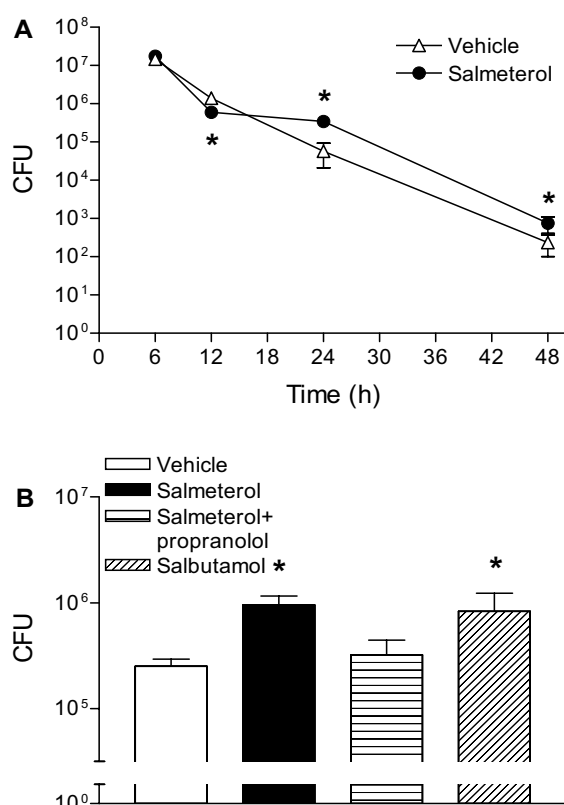 A
10⁸
10⁷
10⁶
10⁵
10⁴
10³
10²
10¹
10⁰
CFU
Vehicle
Salmeterol
*
*
*
0 6 12 18 24 30 36 42 48
Time (h)
B
Vehicle
Salmeterol
Salmeterol+
propranolol
Salbutamol
*
*
10⁷
10⁶
10⁵
10⁰
CFU